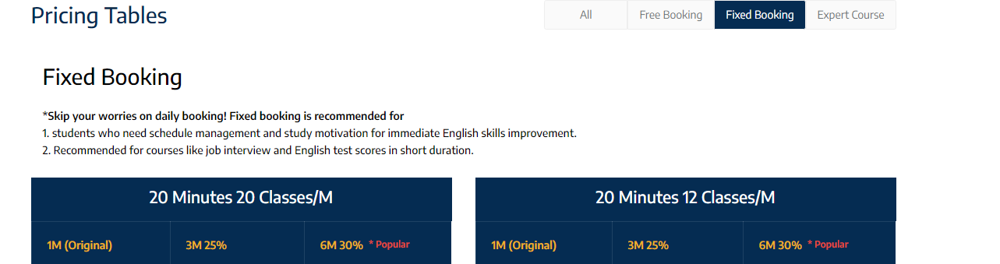 Pricing Tables
All Free Booking Fixed Booking Expert Course
Fixed Booking
*Skip your worries on daily booking! Fixed booking is recommended for
1. students who need schedule management and study motivation for immediate English skills improvement.
2. Recommended for courses like job interview and English test scores in short duration.
20 Minutes 20 Classes/M
1M (Original) 3M 25% 6M 30% * Popular
20 Minutes 12 Classes/M
1M (Original) 3M 25% 6M 30% * Popular